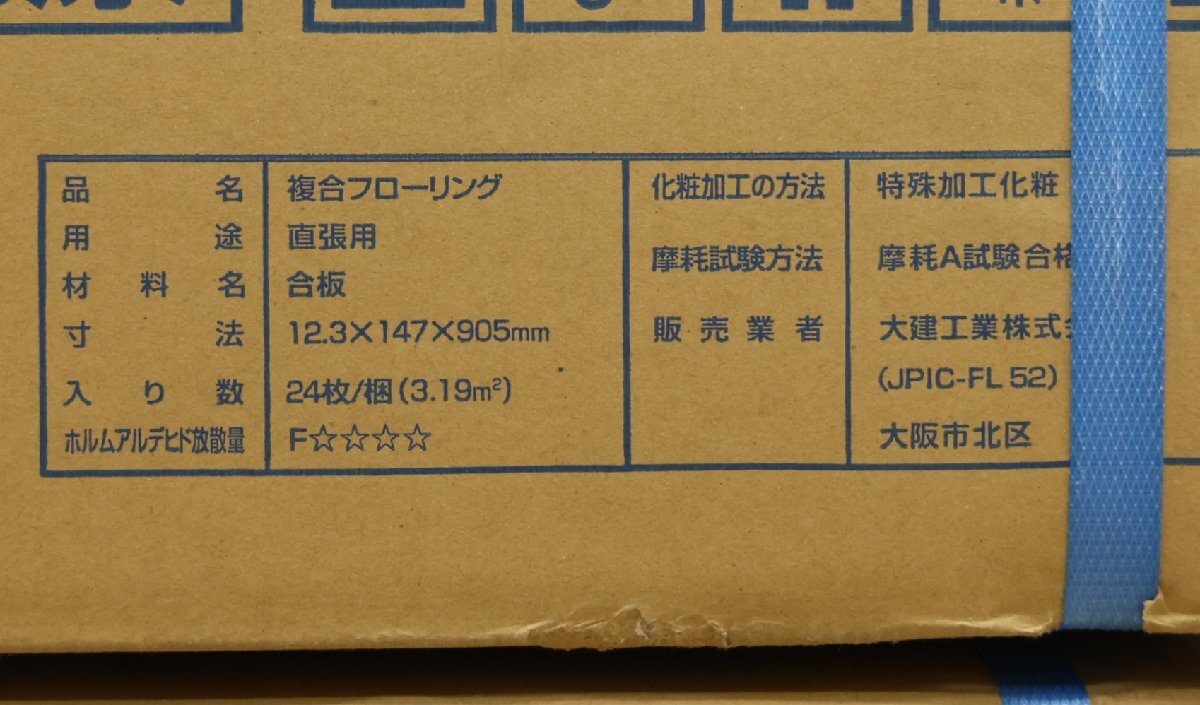 品名 複合フローリング
用途 直張用
材料名 合板
寸法 12.3×147×905mm
入り数 24枚/梱(3.19m²)
ホルムアルデヒド放散量 F☆☆☆☆
化粧加工の方法 特殊加工化粧
摩耗試験方法 摩耗A試験合格
販売業者 大建工業株式
(JPIC-FL 52)
大阪市北区